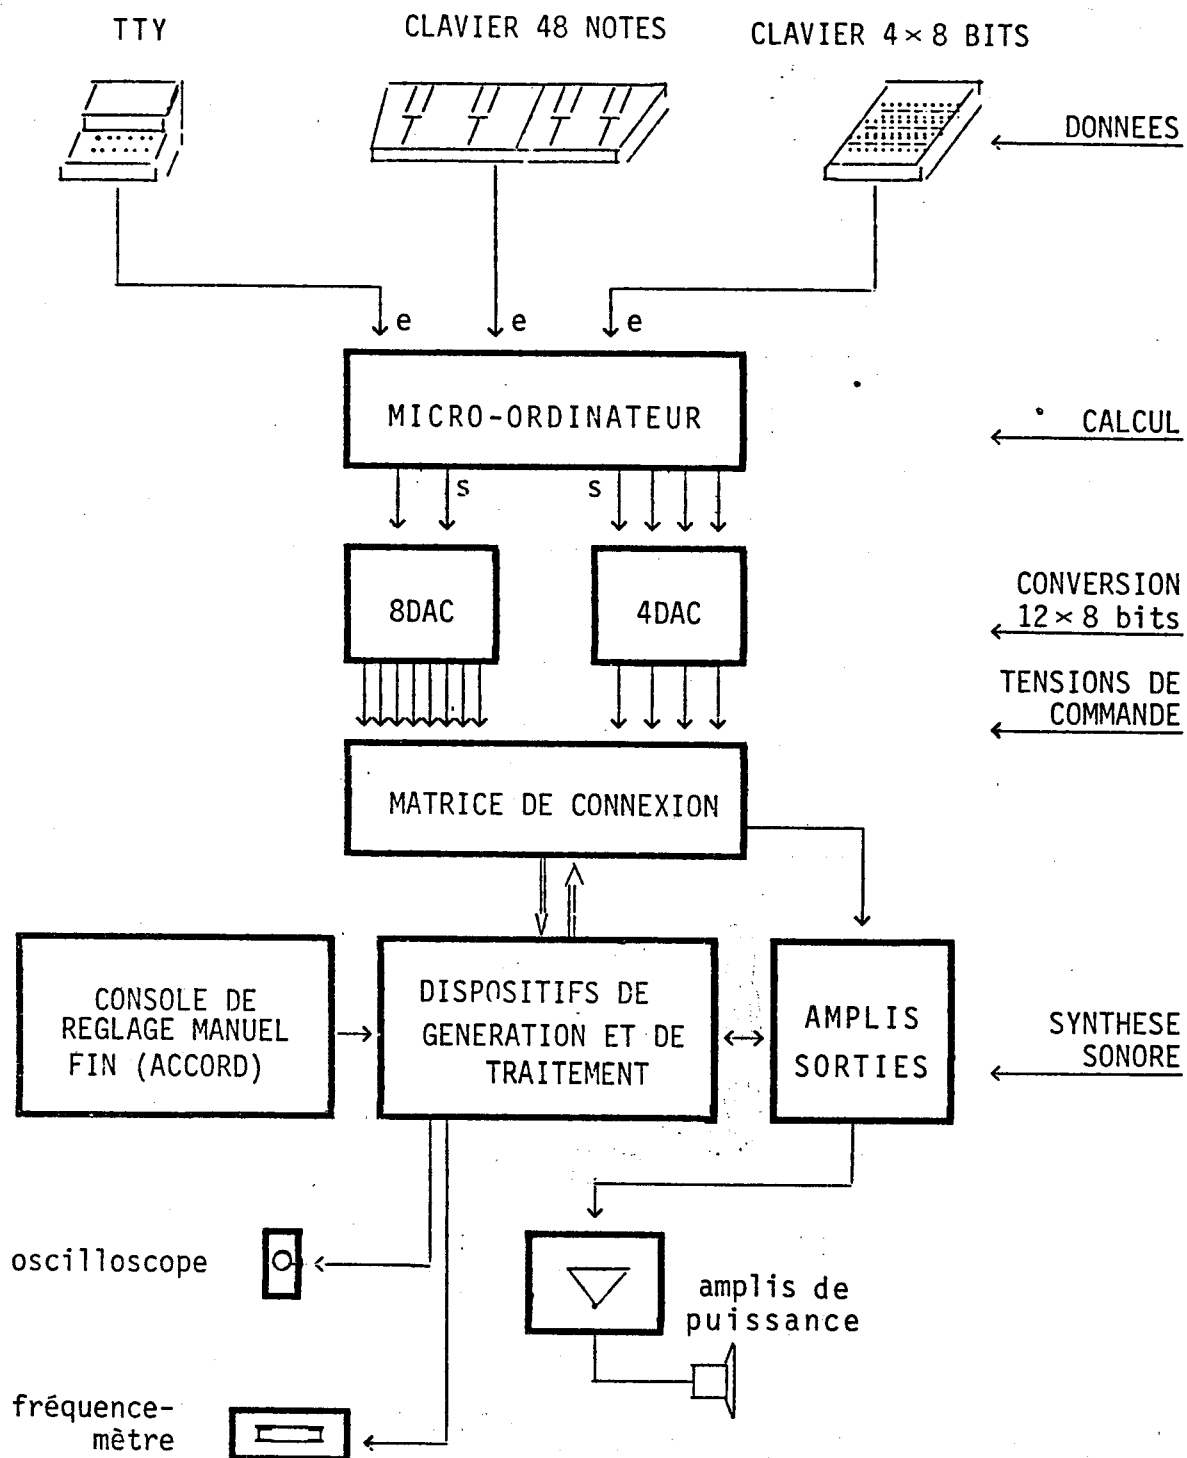 TTY
CLAVIER 48 NOTES
CLAVIER 4×8 BITS
DONNEES
e
e
e
MICRO-ORDINATEUR
CALCUL
s
s
8DAC
4DAC
CONVERSION
12×8 bits
TENSIONS DE
COMMANDE
MATRICE DE CONNEXION
CONSOLE DE
REGLAGE MANUEL
FIN (ACCORD)
DISPOSITIFS DE
GENERATION ET DE
TRAITEMENT
AMPLIS
SORTIES
SYNTHESE
SONORE
oscilloscope
amplis de
puissance
fréquence-
mètre